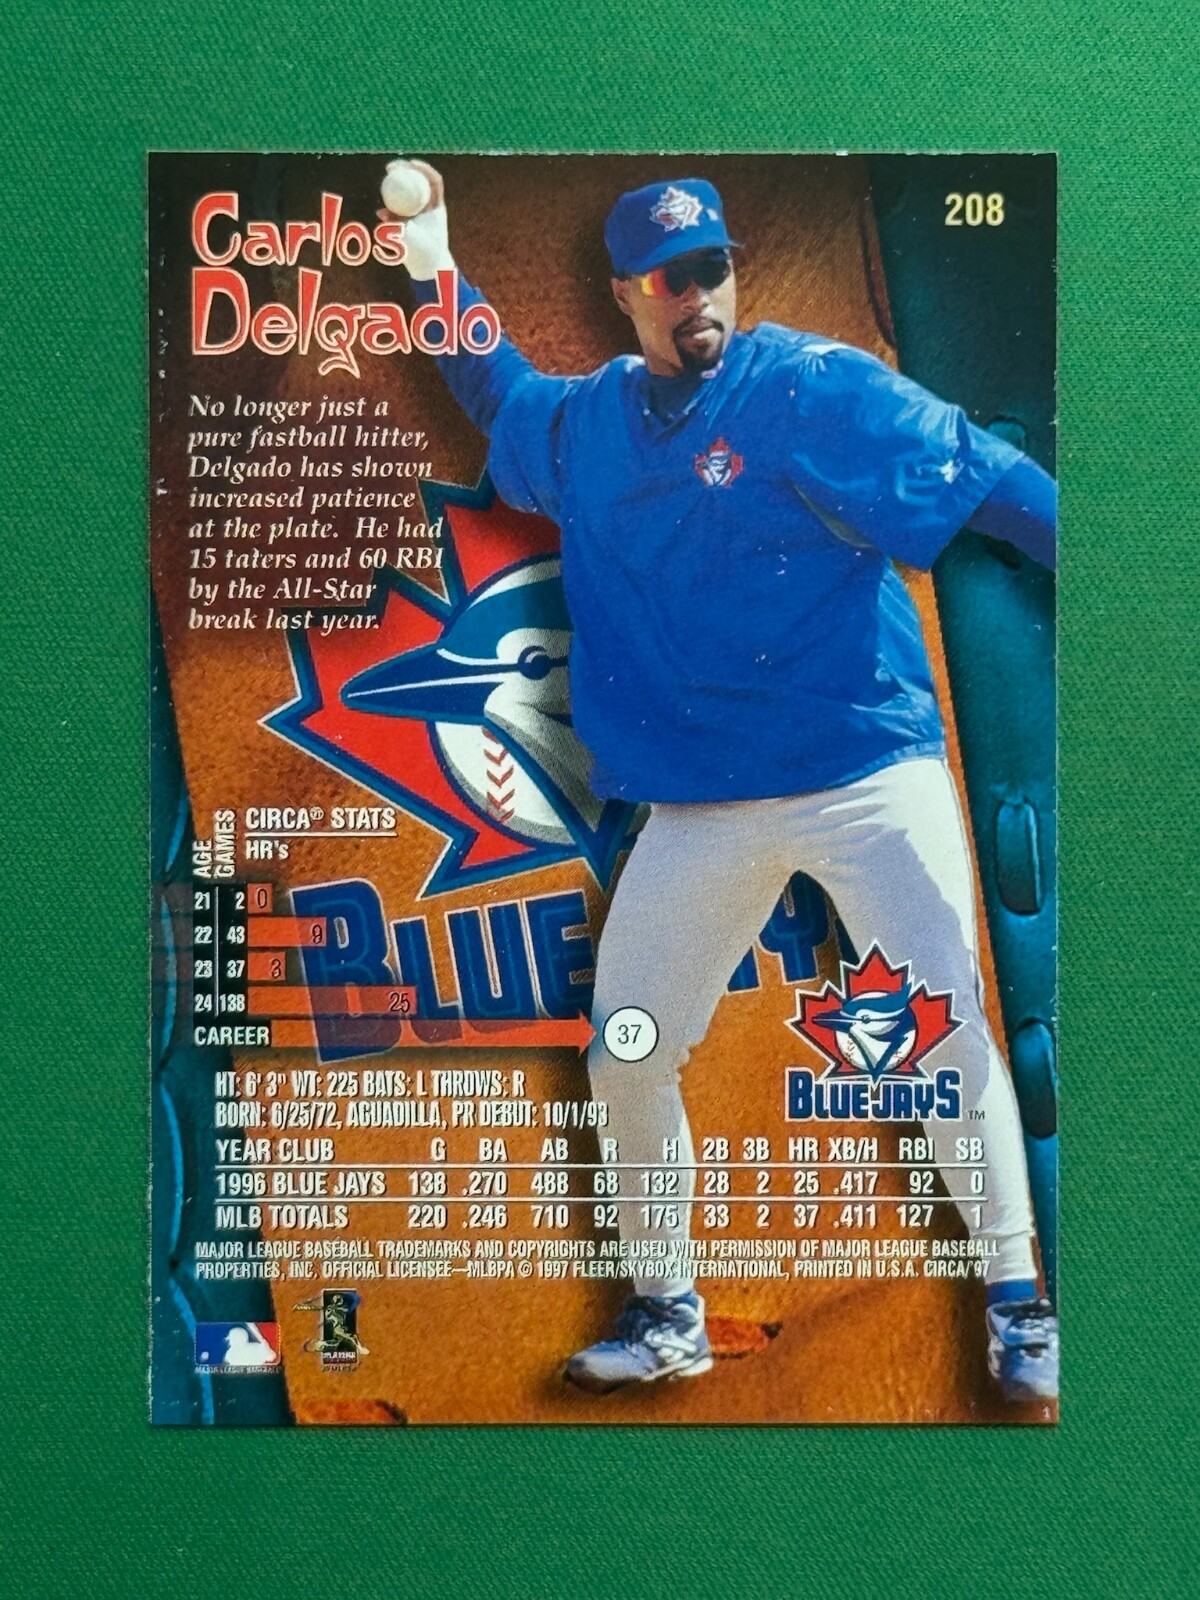 208
Carlos
Delgado
No longer just a
pure fastball hitter,
Delgado has shown
increased patience
at the plate. He had
15 taters and 60 RBI
by the All-Star
break last year.
AGE GAMES CIRCA® STATS
HR's
21 2 0
22 43 9
23 37 3
24 138 25
CAREER 37
BLUE JAYS
BLUE JAYS TM
HT: 6' 3" WT: 225 BATS: L THROWS: R
BORN: 6/25/72, AGUADILLA, PR DEBUT: 10/1/93
YEAR CLUB G BA AB R H 2B 3B HR XB/H RBI SB
1996 BLUE JAYS 138 .270 488 68 132 28 2 25 .417 92 0
MLB TOTALS 220 .246 710 92 175 33 2 37 .411 127 1
MAJOR LEAGUE BASEBALL TRADEMARKS AND COPYRIGHTS ARE USED WITH PERMISSION OF MAJOR LEAGUE BASEBALL
PROPERTIES, INC. OFFICIAL LICENSEE—MLBPA © 1997 FLEER/SKYBOX INTERNATIONAL, PRINTED IN U.S.A. CIRCA/'97
MAJOR LEAGUE BASEBALL